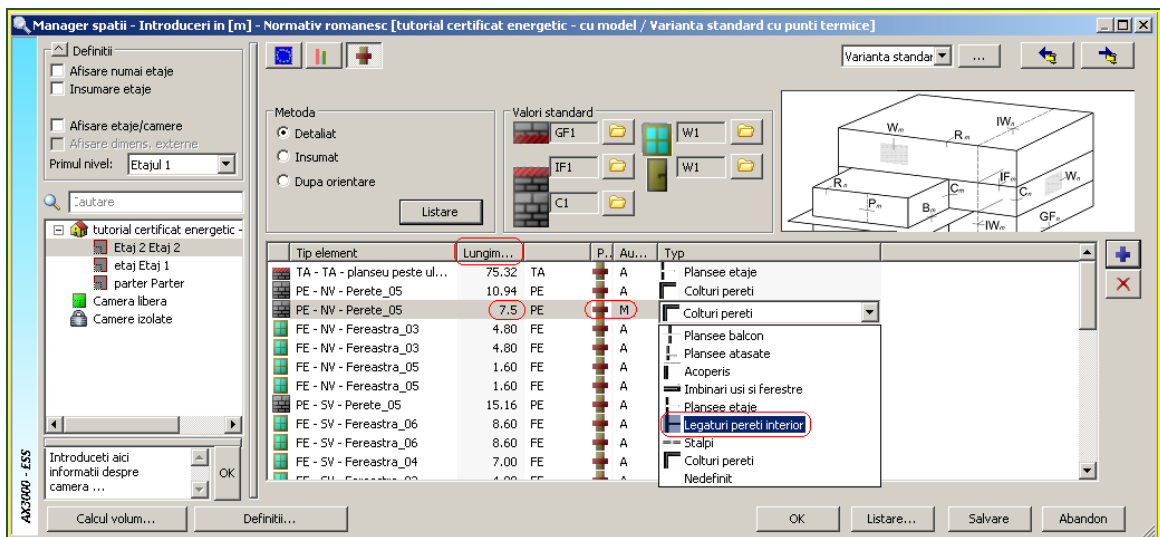 Manager spatii - Introduceri in [m] - Normativ romanesc [tutorial certificat energetic - cu model / Varianta standard cu punti termice]
Definitii
Afisare numai etaje
Insumare etaje
Afisare etaje/camere
Afisare dimens. externe
Primul nivel: Etajul 1
Cautare
tutorial certificat energetic -
Etaj 2 Etaj 2
etaj Etaj 1
parter Parter
Camera libera
Camere izolate
Introduceti aici
informatii despre
camera ...
OK
AX3000 - ESS
Metoda
Detaliat
Insumat
Dupa orientare
Listare
Valori standard
GF1
W1
IF1
W1
C1
Varianta standar
...
Wm
Rm
IWn
Rn
IFm
Wn
Cm
Cn
Pm
Bm
GFn
IWm
Tip element Lungim... P.. Au... Typ
TA - TA - planseu peste ul... 75.32 TA A Plansee etaje
PE - NV - Perete_05 10.94 PE A Colturi pereti
PE - NV - Perete_05 7.5 PE M Colturi pereti
FE - NV - Fereastra_03 4.80 FE A
FE - NV - Fereastra_03 4.80 FE A
FE - NV - Fereastra_05 1.60 FE A
FE - NV - Fereastra_05 1.60 FE A
PE - SV - Perete_05 15.16 PE A
FE - SV - Fereastra_06 8.60 FE A
FE - SV - Fereastra_06 8.60 FE A
FE - SV - Fereastra_04 7.00 FE A
Plansee balcon
Plansee atasate
Acoperis
Imbinari usi si ferestre
Plansee etaje
Legaturi pereti interior
Stalpi
Colturi pereti
Nedefinit
Calcul volum...
Definitii...
OK
Listare...
Salvare
Abandon